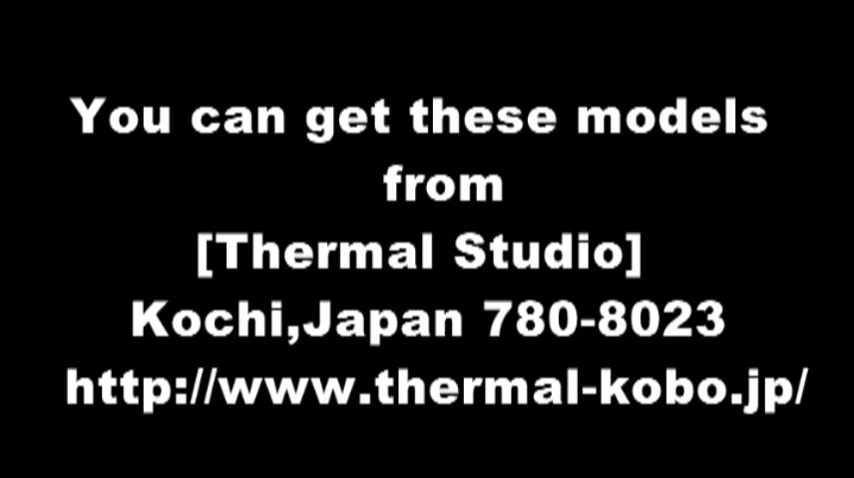 You can get these models
from
[Thermal Studio]
Kochi,Japan 780-8023
http://www.thermal-kobo.jp/